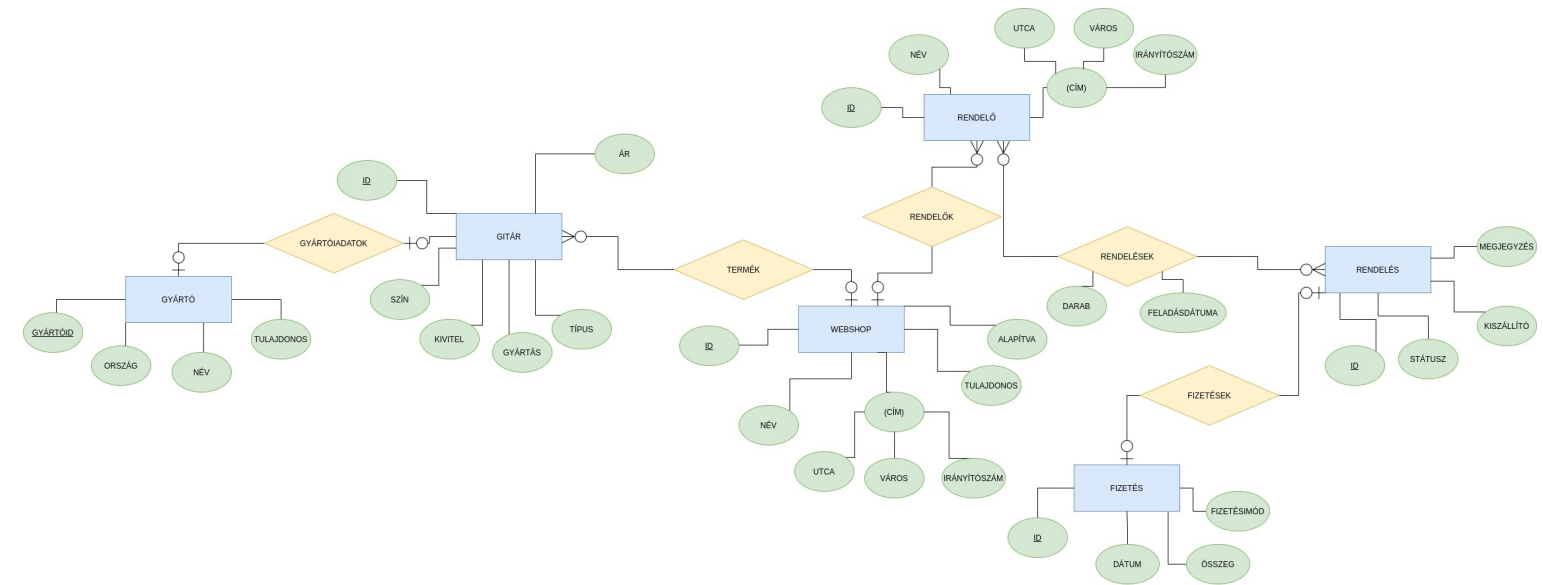 UTCA
VÁROS
NÉV
IRÁNYÍTÓSZÁM
(CÍM)
ID
RENDELŐ
ÁR
ID
RENDELŐK
GYÁRTÓIADATOK
GITÁR
TERMÉK
RENDELÉSEK
MEGJEGYZÉS
RENDELÉS
GYÁRTÓ
SZÍN
DARAB
FELADÁSDÁTUMA
GYÁRTÓID
TULAJDONOS
KIVITEL
TÍPUS
WEBSHOP
KISZÁLLÍTÓ
ORSZÁG
NÉV
GYÁRTÁS
ID
ALAPÍTVA
ID
STÁTUSZ
TULAJDONOS
FIZETÉSEK
NÉV
(CÍM)
UTCA
VÁROS
IRÁNYÍTÓSZÁM
FIZETÉS
FIZETÉSIMÓD
ID
DÁTUM
ÖSSZEG